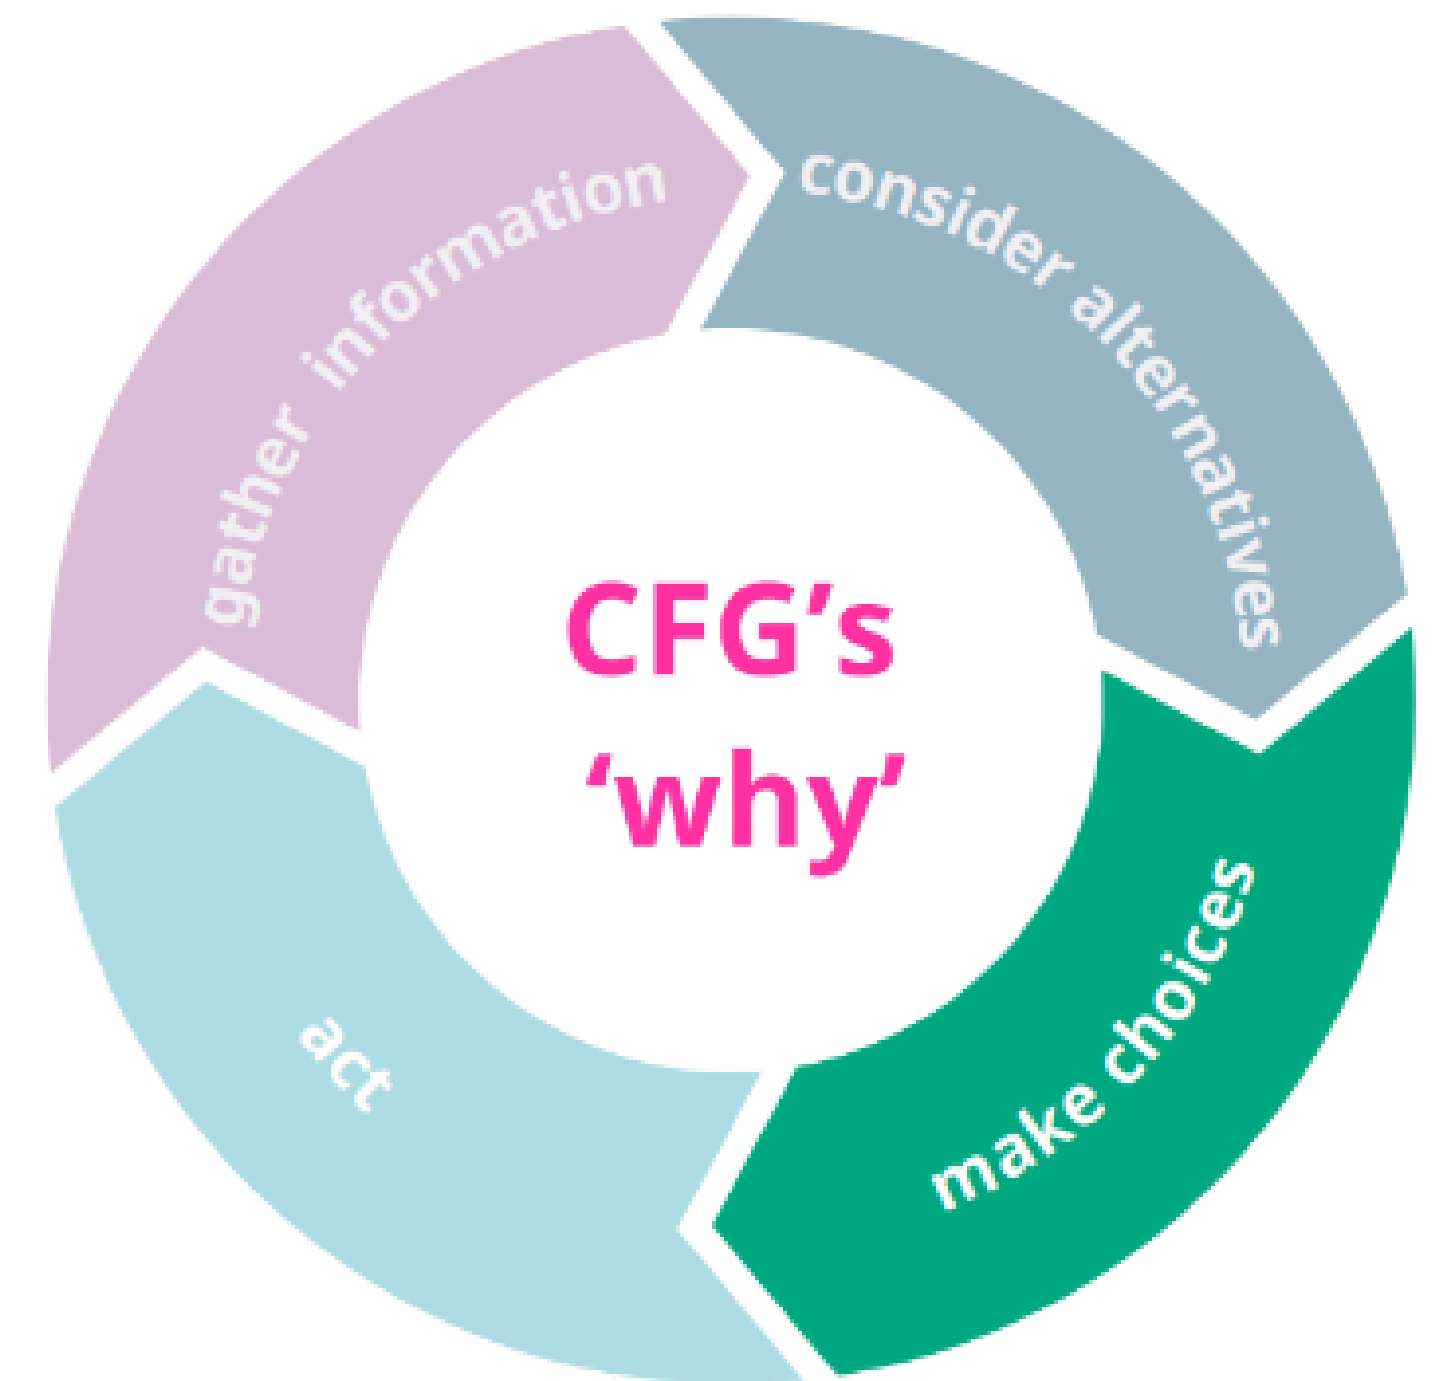 gather information
consider alternatives
make choices
act
CFG’s
‘why’